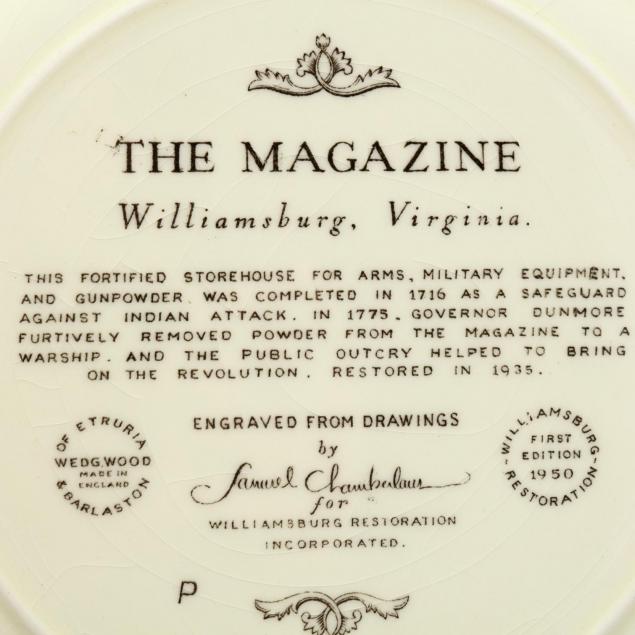 THE MAGAZINE
Williamsburg, Virginia.
THIS FORTIFIED STOREHOUSE FOR ARMS, MILITARY EQUIPMENT,
AND GUNPOWDER WAS COMPLETED IN 1716 AS A SAFEGUARD
AGAINST INDIAN ATTACK. IN 1775, GOVERNOR DUNMORE
FURTIVELY REMOVED POWDER FROM THE MAGAZINE TO A
WARSHIP. AND THE PUBLIC OUTCRY HELPED TO BRING
ON THE REVOLUTION. RESTORED IN 1935.
OF ETRURIA
WEDGWOOD
MADE IN
ENGLAND
& BARLASTON
ENGRAVED FROM DRAWINGS
by
Samuel Chamberlain
for
WILLIAMSBURG RESTORATION
INCORPORATED.
-WILLIAMSBURG-
FIRST
EDITION
1950
RESTORATION
P